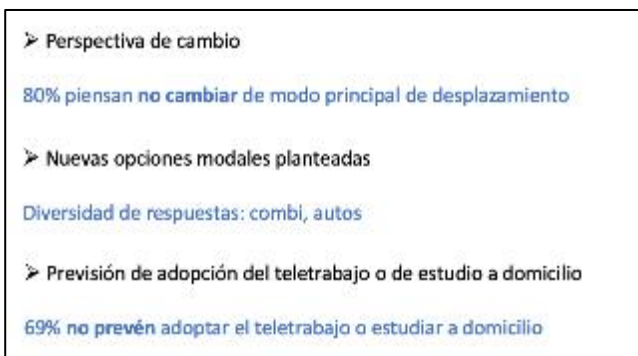 ➢ Perspectiva de cambio
80% piensan no cambiar de modo principal de desplazamiento
➢ Nuevas opciones modales planteadas
Diversidad de respuestas: combi, autos
➢ Previsión de adopción del teletrabajo o de estudio a domicilio
69% no prevén adoptar el teletrabajo o estudiar a domicilio